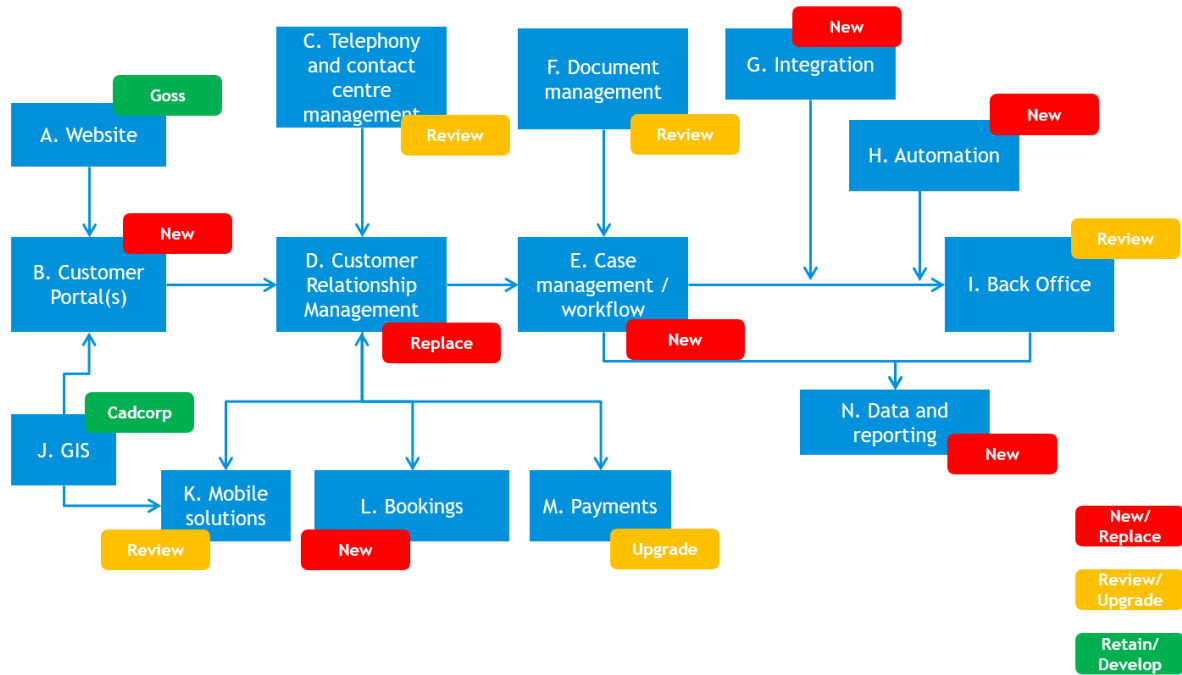 New
C. Telephony
and contact
centre
management
F. Document
management
G. Integration
Goss
A. Website
Review
Review
New
H. Automation
New
B. Customer
Portal(s)
D. Customer
Relationship
Management
E. Case
management /
workflow
Review
I. Back Office
Replace
New
Cadcorp
J. GIS
N. Data and
reporting
New
K. Mobile
solutions
L. Bookings
M. Payments
Review
New
Upgrade
New/
Replace
Review/
Upgrade
Retain/
Develop